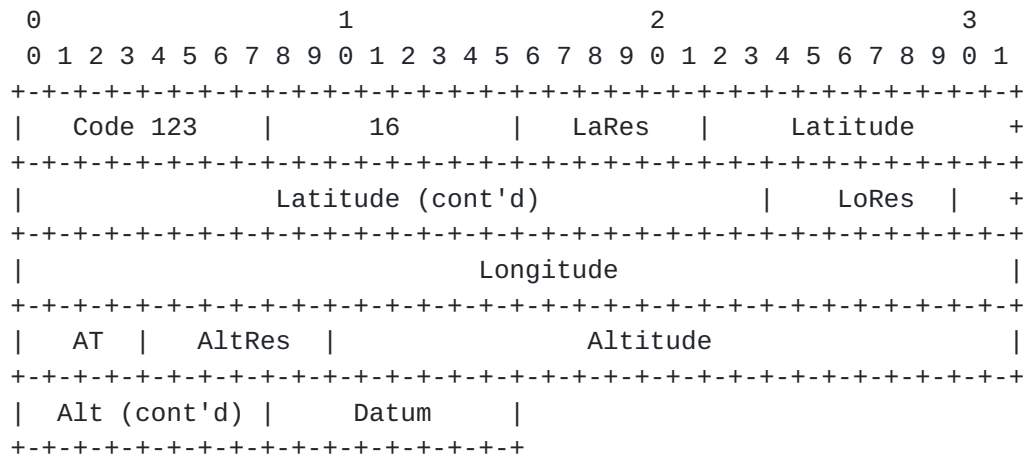 0                   1                   2                   3
 0 1 2 3 4 5 6 7 8 9 0 1 2 3 4 5 6 7 8 9 0 1 2 3 4 5 6 7 8 9 0 1
+-+-+-+-+-+-+-+-+-+-+-+-+-+-+-+-+-+-+-+-+-+-+-+-+-+-+-+-+-+-+-+-+
|   Code 123    |      16       |   LaRes   |     Latitude      +
+-+-+-+-+-+-+-+-+-+-+-+-+-+-+-+-+-+-+-+-+-+-+-+-+-+-+-+-+-+-+-+-+
|                Latitude (cont'd)              |    LoRes  |   +
+-+-+-+-+-+-+-+-+-+-+-+-+-+-+-+-+-+-+-+-+-+-+-+-+-+-+-+-+-+-+-+-+
|                             Longitude                         |
+-+-+-+-+-+-+-+-+-+-+-+-+-+-+-+-+-+-+-+-+-+-+-+-+-+-+-+-+-+-+-+-+
|   AT  |   AltRes  |                Altitude                   |
+-+-+-+-+-+-+-+-+-+-+-+-+-+-+-+-+-+-+-+-+-+-+-+-+-+-+-+-+-+-+-+-+
|  Alt (cont'd) |     Datum     |
+-+-+-+-+-+-+-+-+-+-+-+-+-+-+-+-+